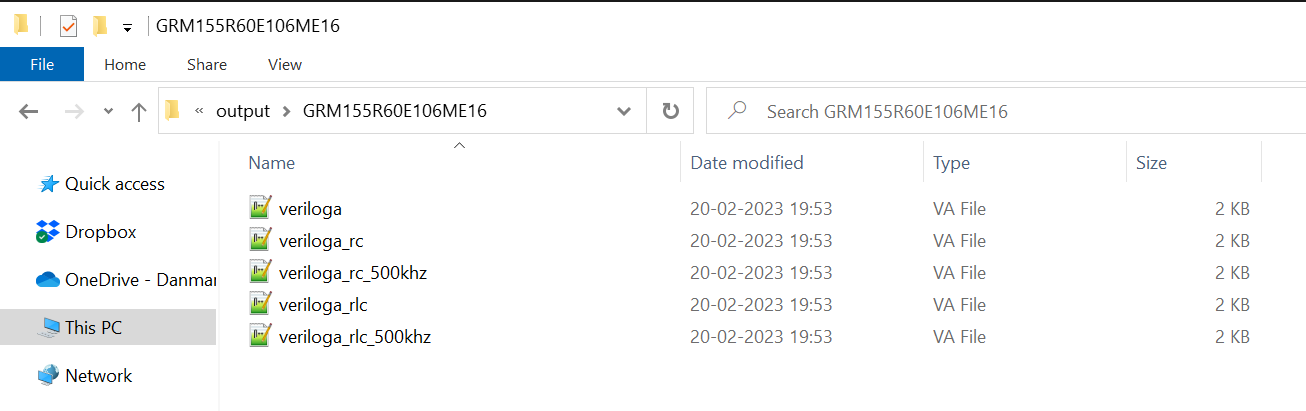 GRM155R60E106ME16
File Home Share View
« output > GRM155R60E106ME16 Search GRM155R60E106ME16
Name Date modified Type Size
Quick access
Dropbox
OneDrive - Danmar
This PC
Network
veriloga 20-02-2023 19:53 VA File 2 KB
veriloga_rc 20-02-2023 19:53 VA File 2 KB
veriloga_rc_500khz 20-02-2023 19:53 VA File 2 KB
veriloga_rlc 20-02-2023 19:53 VA File 2 KB
veriloga_rlc_500khz 20-02-2023 19:53 VA File 2 KB